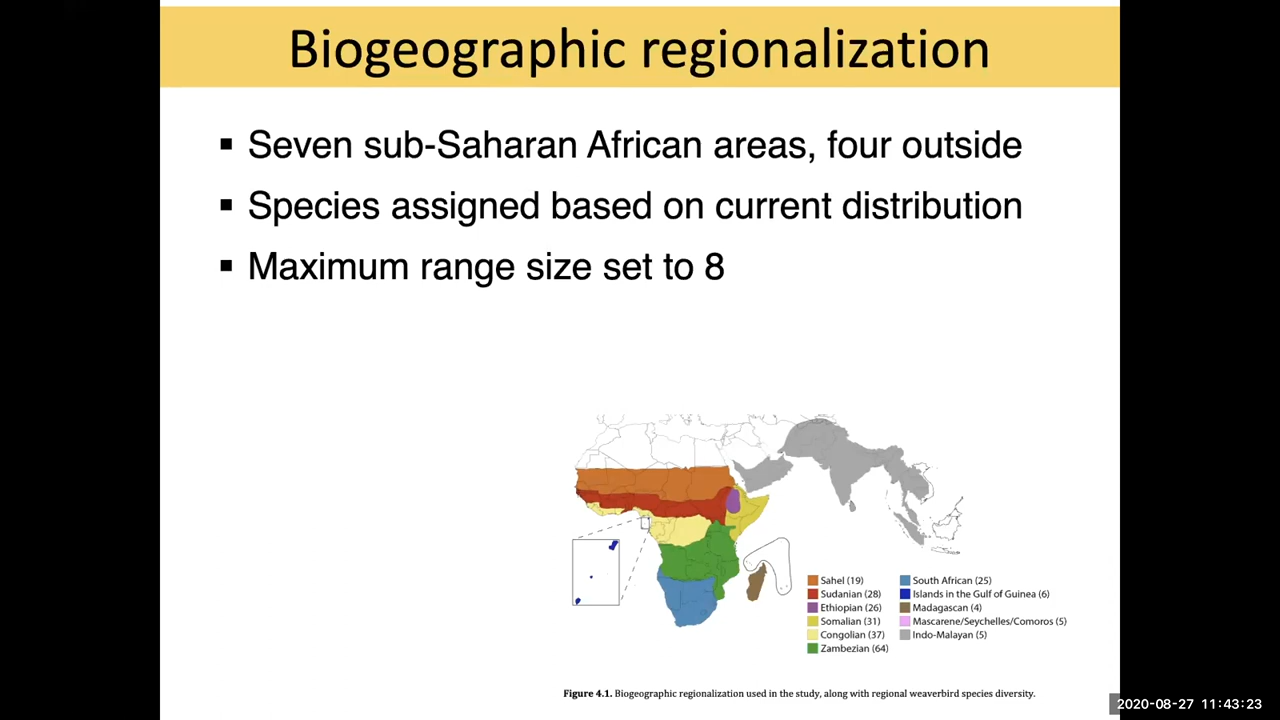 Biogeographic regionalization
▪ Seven sub-Saharan African areas, four outside
▪ Species assigned based on current distribution
▪ Maximum range size set to 8
Sahel (19)
Sudanian (28)
Ethiopian (26)
Somalian (31)
Congolian (37)
Zambezian (64)
South African (25)
Islands in the Gulf of Guinea (6)
Madagascan (4)
Mascarene/Seychelles/Comoros (5)
Indo-Malayan (5)
Figure 4.1. Biogeographic regionalization used in the study, along with regional weaverbird species diversity.
2020-08-27 11:43:23